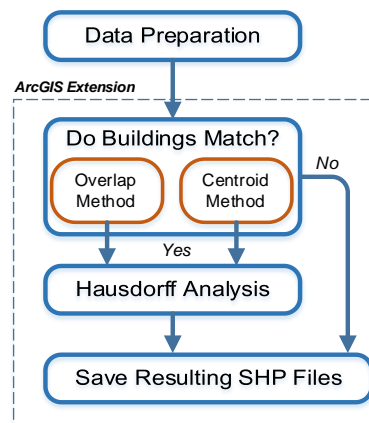 Data Preparation
ArcGIS Extension
Do Buildings Match?
No
Overlap
Method
Centroid
Method
Yes
Hausdorff Analysis
Save Resulting SHP Files